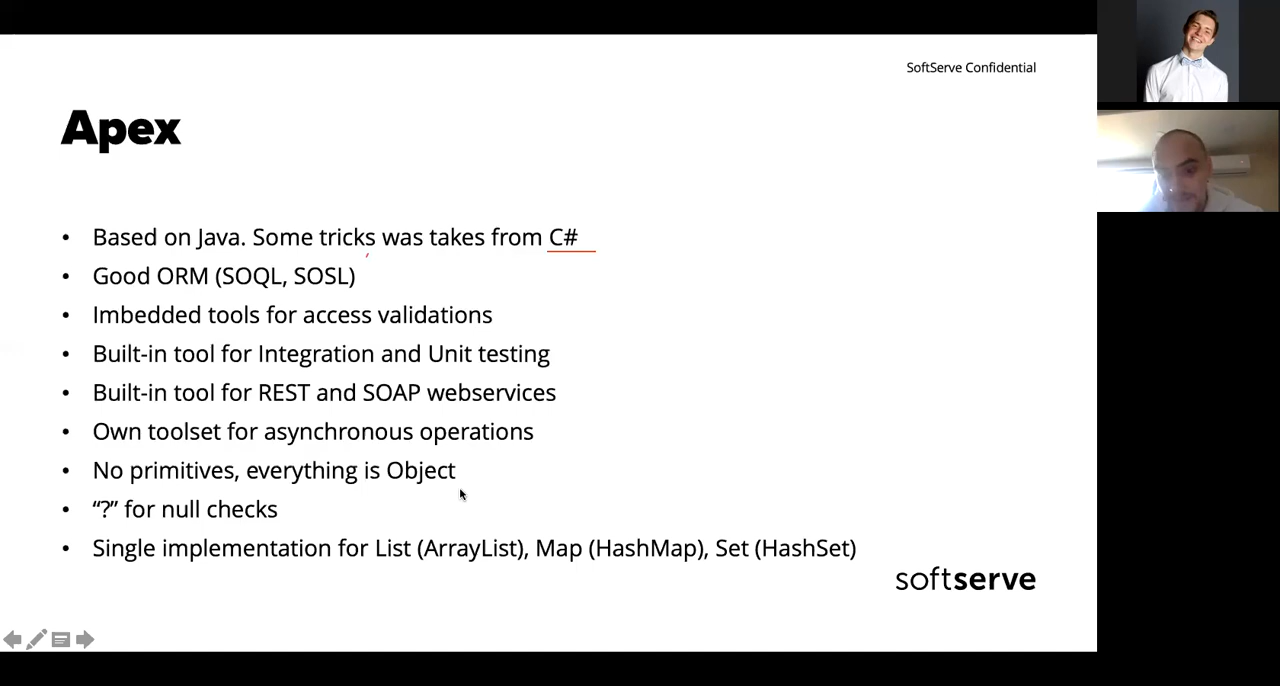 SoftServe Confidential
Apex
• Based on Java. Some tricks was takes from C#
• Good ORM (SOQL, SOSL)
• Imbedded tools for access validations
• Built-in tool for Integration and Unit testing
• Built-in tool for REST and SOAP webservices
• Own toolset for asynchronous operations
• No primitives, everything is Object
• “?” for null checks
• Single implementation for List (ArrayList), Map (HashMap), Set (HashSet)
softserve